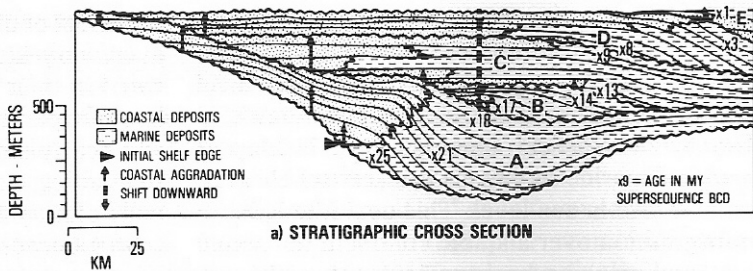 x1
E
x3
D
x8
x9
C
x13
x14
B
x17
x18
A
x21
x25
DEPTH - METERS
500
0
COASTAL DEPOSITS
MARINE DEPOSITS
INITIAL SHELF EDGE
COASTAL AGGRADATION
SHIFT DOWNWARD
x9 = AGE IN MY
SUPERSEQUENCE BCD
0 25
KM
a) STRATIGRAPHIC CROSS SECTION